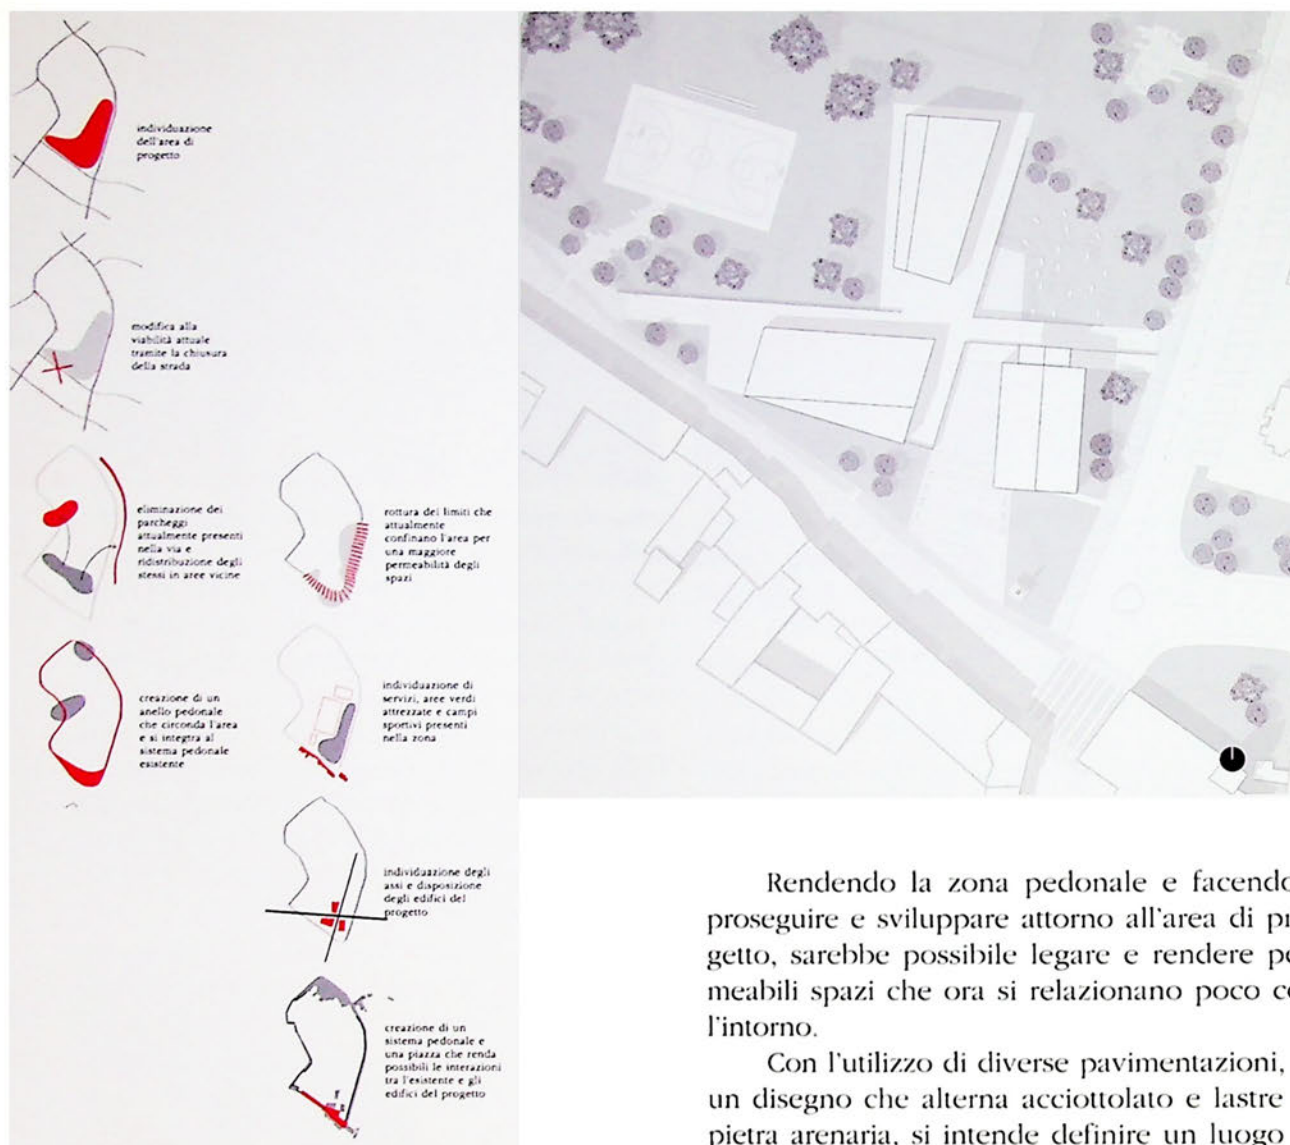 individuazione
dell'area di
progetto
modifica alla
viabilità attuale
tramite la chiusura
della strada
eliminazione dei
parcheggi
attualmente presenti
nella via e
ridistribuzione degli
stessi in aree vicine
creazione di un
anello pedonale
che circonda l'area
e si integra al
sistema pedonale
esistente
rottura dei limiti che
attualmente
confinano l'area per
una maggiore
permeabilità degli
spazi
individuazione di
servizi, aree verdi
attrezzate e campi
sportivi presenti
nella zona
individuazione degli
assi e disposizione
degli edifici del
progetto
creazione di un
sistema pedonale e
una piazza che renda
possibili le interazioni
tra l'esistente e gli
edifici del progetto
Rendendo la zona pedonale e facendo
proseguire e sviluppare attorno all'area di pr
getto, sarebbe possibile legare e rendere pe
meabili spazi che ora si relazionano poco co
l'intorno.
Con l'utilizzo di diverse pavimentazioni,
un disegno che alterna acciottolato e lastre
pietra arenaria, si intende definire un luogo